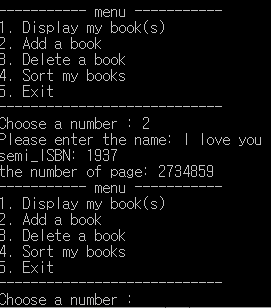 ----------- menu -----------
1. Display my book(s)
2. Add a book
3. Delete a book
4. Sort my books
5. Exit
----------------------------
Choose a number : 2
Please enter the name: I love you
semi_ISBN: 1937
the number of page: 2734859
----------- menu -----------
1. Display my book(s)
2. Add a book
3. Delete a book
4. Sort my books
5. Exit
----------------------------
Choose a number :